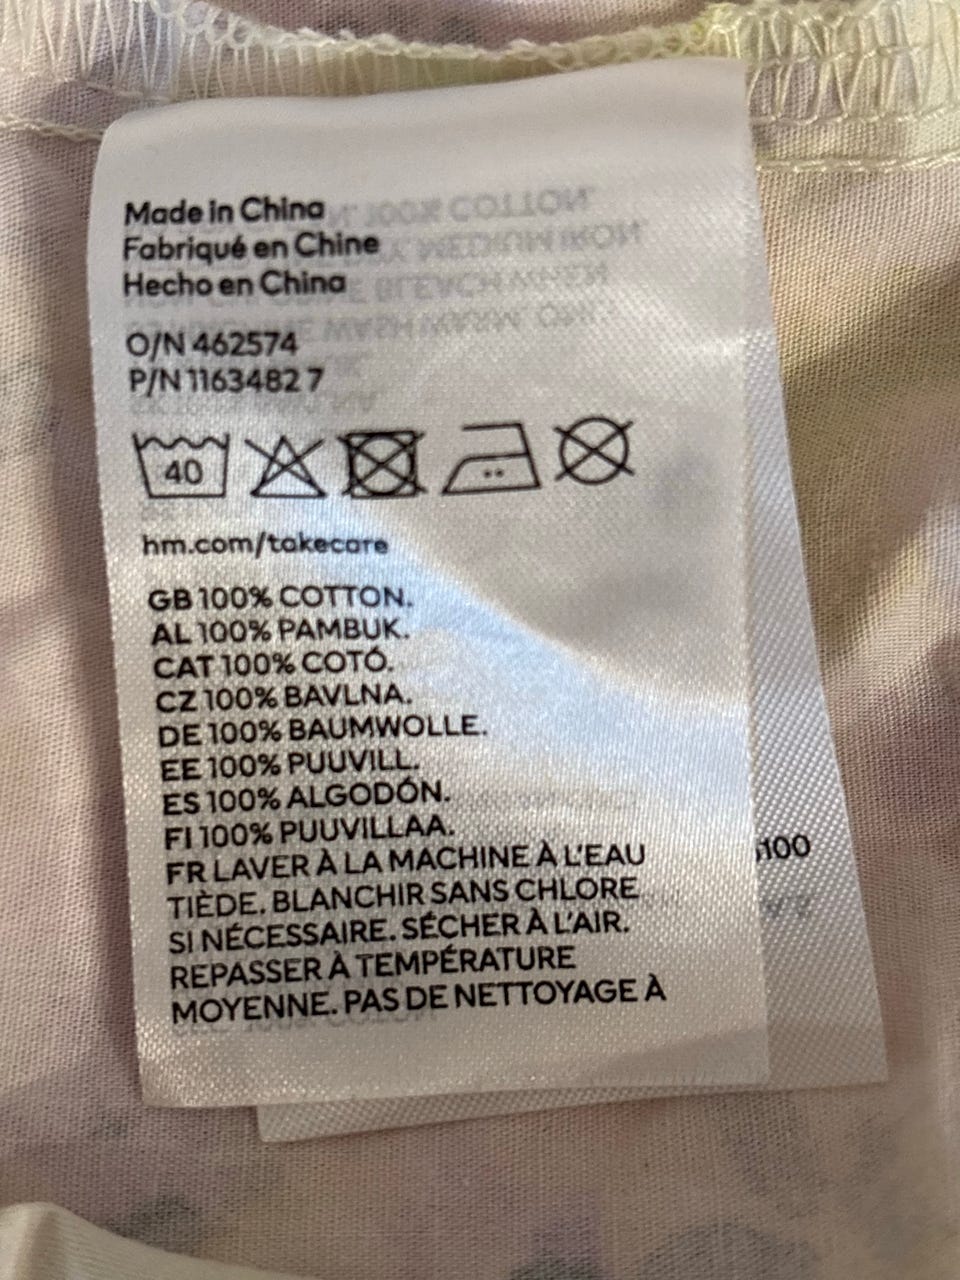 Made in China
Fabriqué en Chine
Hecho en China
O/N 462574
P/N 1163482 7
40
hm.com/takecare
GB 100% COTTON.
AL 100% PAMBUK.
CAT 100% COTÓ.
CZ 100% BAVLNA.
DE 100% BAUMWOLLE.
EE 100% PUUVILL.
ES 100% ALGODÓN.
FI 100% PUUVILLAA.
FR LAVER À LA MACHINE À L'EAU
TIÈDE. BLANCHIR SANS CHLORE
SI NÉCESSAIRE. SÉCHER À L'AIR.
REPASSER À TEMPÉRATURE
MOYENNE. PAS DE NETTOYAGE À
100